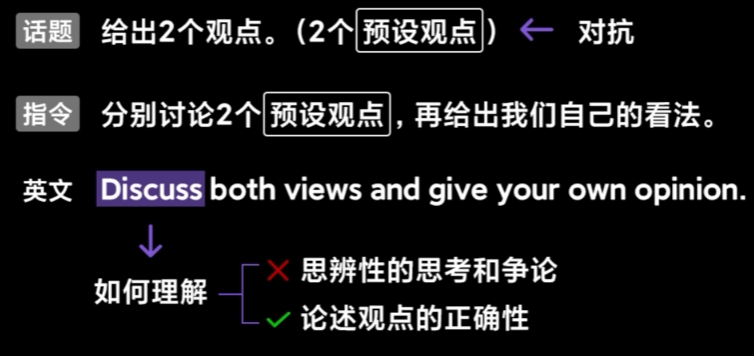 话题 给出2个观点。（2个预设观点） ← 对抗
指令 分别讨论2个预设观点，再给出我们自己的看法。
英文 Discuss both views and give your own opinion.
↓
如何理解
✗ 思辨性的思考和争论
✓ 论述观点的正确性